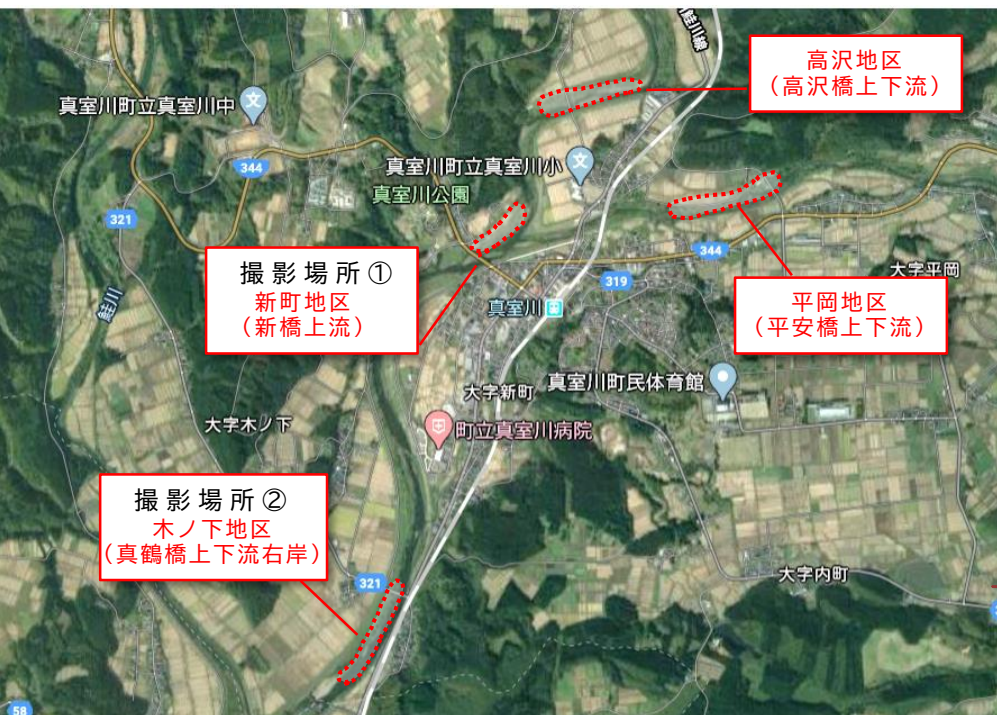 鮭川線
高沢地区
(高沢橋上下流)
真室川町立真室川中
344
真室川町立真室川小
真室川公園
321
撮影場所①
新町地区
(新橋上流)
344
大字平岡
319
鮭川
真室川
平岡地区
(平安橋上下流)
大字新町
真室川町民体育館
大字木ノ下
町立真室川病院
撮影場所②
木ノ下地区
(真鶴橋上下流右岸)
321
大字内町
58